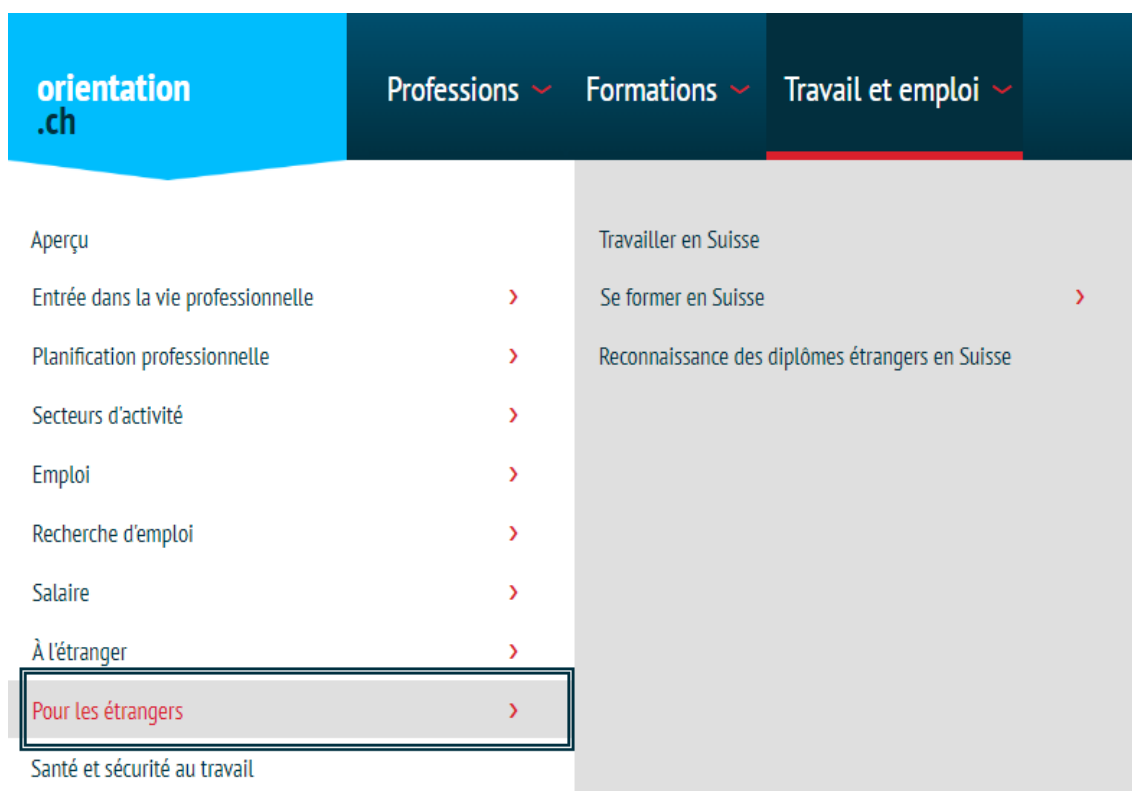 orientation
.ch
Professions
Formations
Travail et emploi
Aperçu
Entrée dans la vie professionnelle
Planification professionnelle
Secteurs d'activité
Emploi
Recherche d'emploi
Salaire
À l'étranger
Pour les étrangers
Santé et sécurité au travail
Travailler en Suisse
Se former en Suisse
Reconnaissance des diplômes étrangers en Suisse